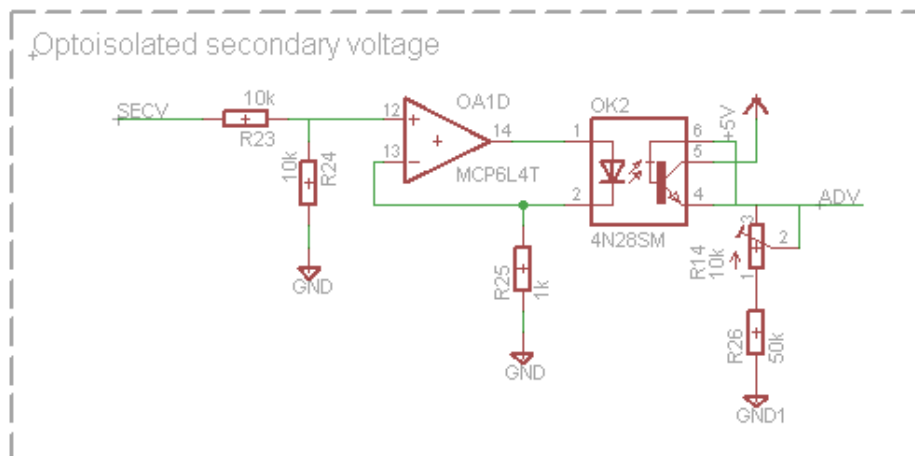 Optoisolated secondary voltage
SECV
10k
R23
10k
R24
GND
12
13
OA1D
14
MCP6L4T
R25
1k
GND
OK2
1
2
6
5
4
4N28SM
+5V
ADV
3
2
1
R14
10k
R26
50k
GND1